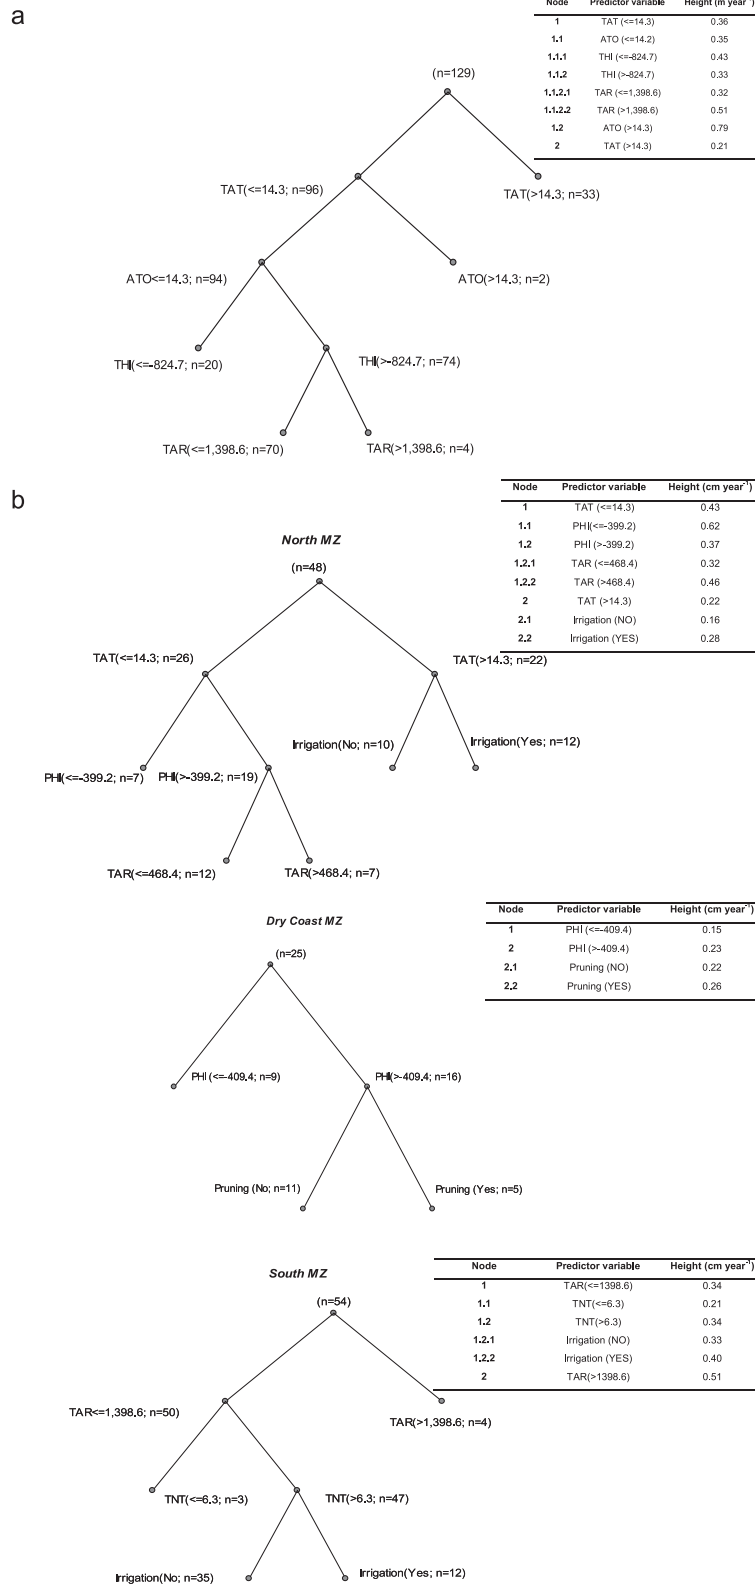 a
Node Predictor variable Height (m year-1)
1 TAT (<=14.3) 0.36
1.1 ATO (<=14.2) 0.35
1.1.1 THI (<=-824.7) 0.43
1.1.2 THI (>-824.7) 0.33
1.1.2.1 TAR (<=1,398.6) 0.32
1.1.2.2 TAR (>1,398.6) 0.51
1.2 ATO (>14.3) 0.79
2 TAT (>14.3) 0.21
(n=129)
TAT(<=14.3; n=96)
TAT(>14.3; n=33)
ATO<=14.3; n=94)
ATO(>14.3; n=2)
THI(<=-824.7; n=20)
THI(>-824.7; n=74)
TAR(<=1,398.6; n=70)
TAR(>1,398.6; n=4)
b
Node Predictor variable Height (cm year-1)
1 TAT (<=14.3) 0.43
1.1 PHI(<=-399.2) 0.62
1.2 PHI (>-399.2) 0.37
1.2.1 TAR (<=468.4) 0.32
1.2.2 TAR (>468.4) 0.46
2 TAT (>14.3) 0.22
2.1 Irrigation (NO) 0.16
2.2 Irrigation (YES) 0.28
North MZ
(n=48)
TAT(<=14.3; n=26)
TAT(>14.3; n=22)
Irrigation(No; n=10)
Irrigation(Yes; n=12)
PHI(<=-399.2; n=7)
PHI(>-399.2; n=19)
TAR(<=468.4; n=12)
TAR(>468.4; n=7)
Dry Coast MZ
Node Predictor variable Height (cm year-1)
1 PHI (<=-409.4) 0.15
2 PHI (>-409.4) 0.23
2.1 Pruning (NO) 0.22
2.2 Pruning (YES) 0.26
(n=25)
PHI (<=-409.4; n=9)
PHI(>-409.4; n=16)
Pruning (No; n=11)
Pruning (Yes; n=5)
South MZ
Node Predictor variable Height (cm year-1)
1 TAR(<=1398.6) 0.34
1.1 TNT(<=6.3) 0.21
1.2 TNT(>6.3) 0.34
1.2.1 Irrigation (NO) 0.33
1.2.2 Irrigation (YES) 0.40
2 TAR(>1398.6) 0.51
(n=54)
TAR<=1,398.6; n=50)
TAR(>1,398.6; n=4)
TNT(<=6.3; n=3)
TNT(>6.3; n=47)
Irrigation(No; n=35)
Irrigation(Yes; n=12)